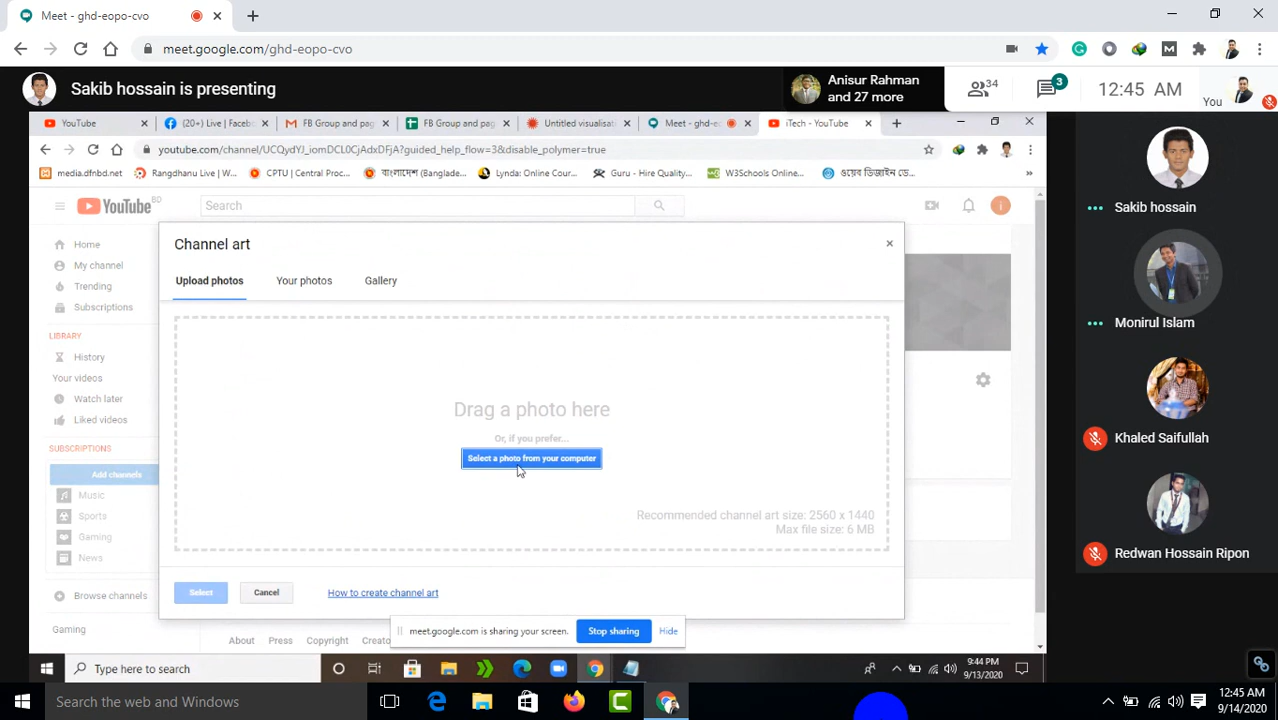 Meet - ghd-eopo-cvo
meet.google.com/ghd-eopo-cvo
Sakib hossain is presenting
Anisur Rahman
and 27 more
34
3
12:45 AM
You
YouTube
(20+) Live | Faceb
FB Group and pag
FB Group and pag
Untitled visualisat
Meet - ghd-eo
iTech - YouTube
youtube.com/channel/UCQydYJ_iomDCL0CjAdxDFjA?guided_help_flow=3&disable_polymer=true
media.dfnbd.net
Rangdhanu Live | W...
CPTU | Central Proc...
বাংলাদেশ (Banglade...
Lynda: Online Cour...
Guru - Hire Quality...
W3Schools Online...
ওয়েব ডিজাইন ডে...
YouTube
BD
Search
i
Home
My channel
Trending
Subscriptions
LIBRARY
History
Your videos
Watch later
Liked videos
SUBSCRIPTIONS
Add channels
Music
Sports
Gaming
News
Browse channels
Gaming
Channel art
Upload photos
Your photos
Gallery
Drag a photo here
Or, if you prefer...
Select a photo from your computer
Recommended channel art size: 2560 x 1440
Max file size: 6 MB
Select
Cancel
How to create channel art
About
Press
Copyright
Creato
meet.google.com is sharing your screen.
Stop sharing
Hide
Type here to search
9:44 PM
9/13/2020
Sakib hossain
Monirul Islam
Khaled Saifullah
Redwan Hossain Ripon
Search the web and Windows
12:45 AM
9/14/2020